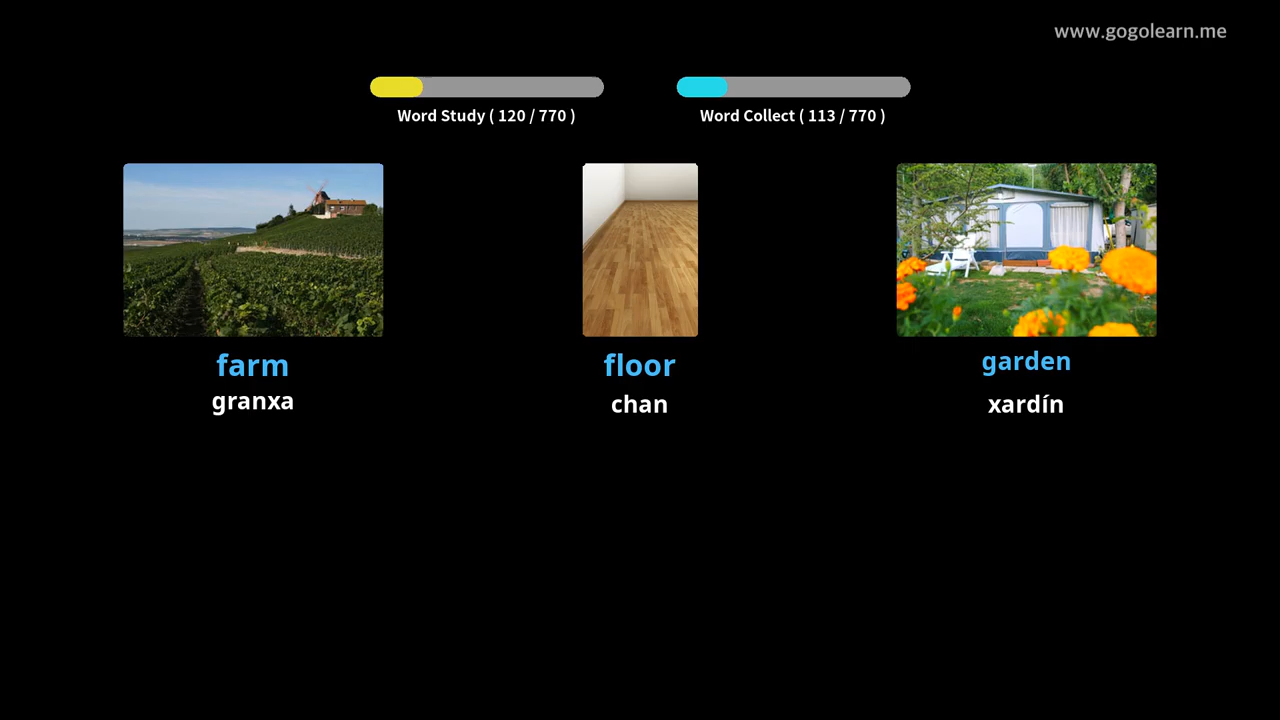 www.gogolearn.me
Word Study ( 120 / 770 )
Word Collect ( 113 / 770 )
farm
floor
garden
granxa
chan
xardín